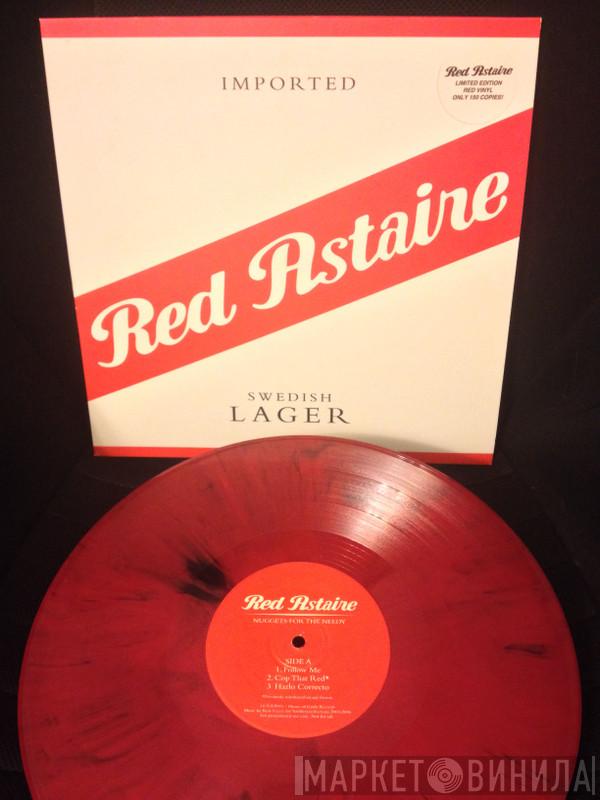 IMPORTED
Red Astaire
LIMITED EDITION
RED VINYL
ONLY 150 COPIES!
Red Astaire
SWEDISH
LAGER
Red Astaire
NUGGETS FOR THE NEEDY
SIDE A
1. Follow Me
2. Cop That Red*
3 Hazlo Correcto
МАРКЕТ ВИНИЛА